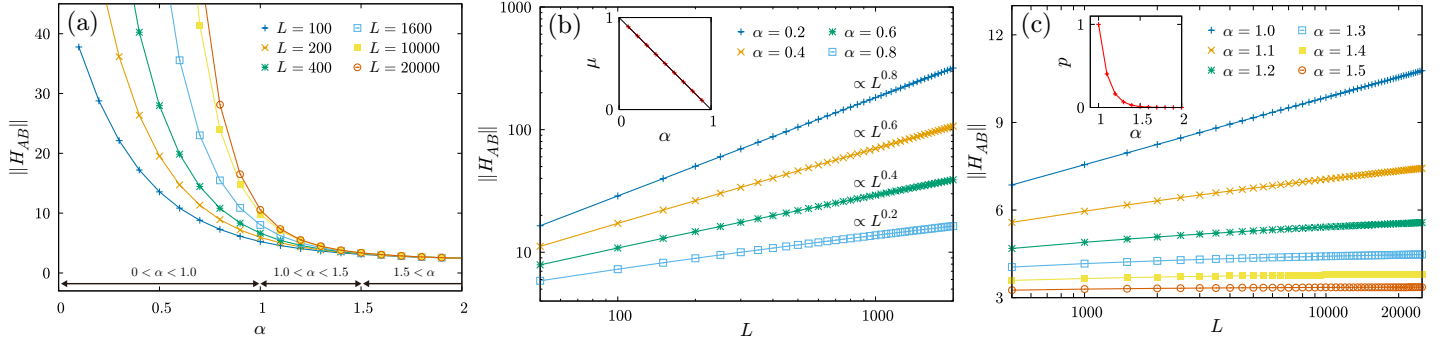 (a)
L = 100
L = 200
L = 400
L = 1600
L = 10000
L = 20000
||H_AB||
40
30
20
10
0
0 < α < 1.0
1.0 < α < 1.5
1.5 < α
0
0.5
1
1.5
2
α
(b)
α = 0.2
α = 0.4
α = 0.6
α = 0.8
||H_AB||
1000
100
10
100
1000
L
∝ L^0.8
∝ L^0.6
∝ L^0.4
∝ L^0.2
μ
1
0
0
1
α
(c)
α = 1.0
α = 1.1
α = 1.2
α = 1.3
α = 1.4
α = 1.5
||H_AB||
12
9
6
3
1000
10000
20000
L
p
1
0
1
1.5
2
α